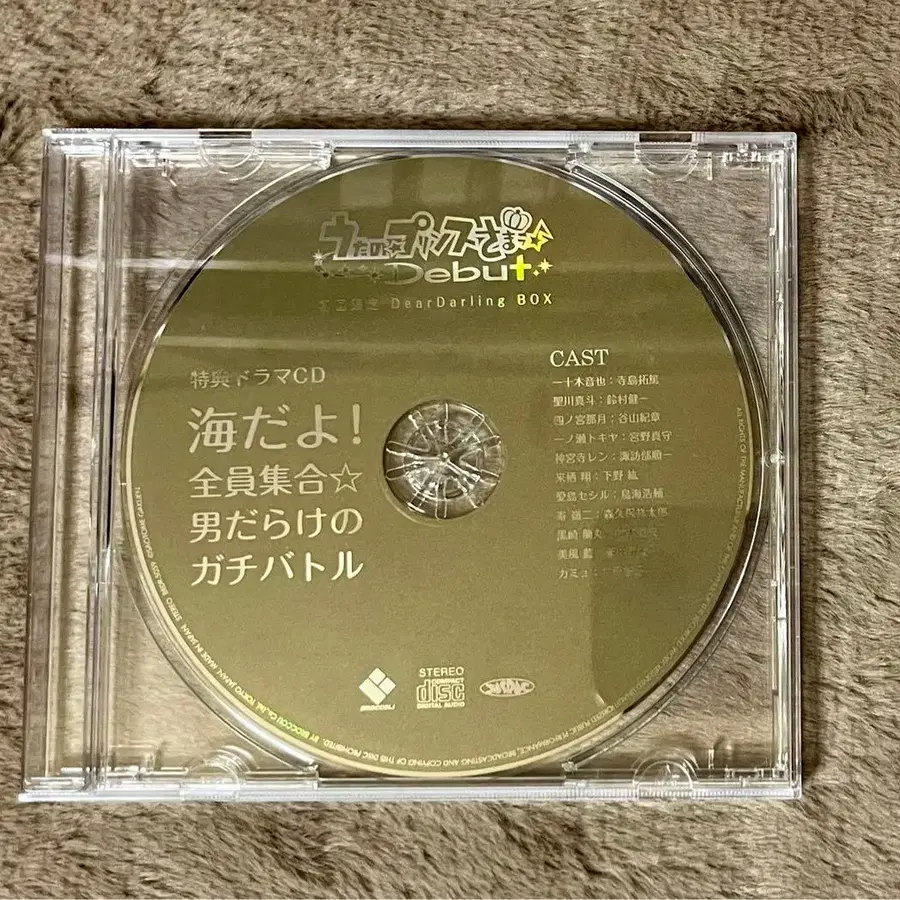 うたの☆プリンスさまっ♪
Debut
初回限定 DearDarling BOX
特典ドラマCD
海だよ!
全員集合☆
男だらけの
ガチバトル
CAST
一十木音也：寺島拓篤
聖川真斗：鈴村健一
四ノ宮那月：谷山紀章
一ノ瀬トキヤ：宮野真守
神宮寺レン：諏訪部順一
来栖 翔：下野 紘
愛島セシル：鳥海浩輔
寿 嶺二：森久保祥太郎
黒崎 蘭丸
美風 藍
カミュ：
BROCCOLI
STEREO
COMPACT
disc
DIGITAL AUDIO